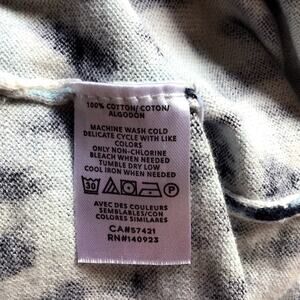 100% COTTON/ COTON/
ALGODÓN
MACHINE WASH COLD
DELICATE CYCLE WITH LIKE
COLORS
ONLY NON-CHLORINE
BLEACH WHEN NEEDED
TUMBLE DRY LOW
COOL IRON WHEN NEEDED
30 P
AVEC DES COULEURS
SEMBLABLES/CON
COLORES SIMILARES
CA#57421
RN#140923